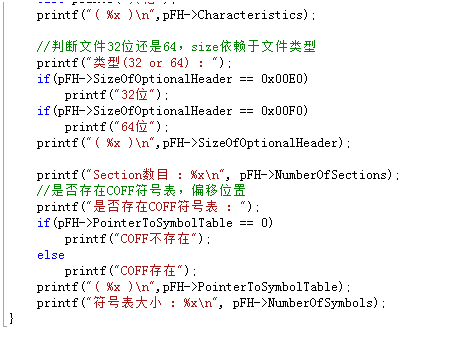 printf("( %x )\n",pFH->Characteristics);
//判断文件32位还是64，size依赖于文件类型
printf("类型(32 or 64) : ");
if(pFH->SizeOfOptionalHeader == 0x00E0)
printf("32位");
if(pFH->SizeOfOptionalHeader == 0x00F0)
printf("64位");
printf("( %x )\n",pFH->SizeOfOptionalHeader);
printf("Section数目 : %x\n", pFH->NumberOfSections);
//是否存在COFF符号表，偏移位置
printf("是否存在COFF符号表 : ");
if(pFH->PointerToSymbolTable == 0)
printf("COFF不存在");
else
printf("COFF存在");
printf("( %x )\n",pFH->PointerToSymbolTable);
printf("符号表大小 : %x\n", pFH->NumberOfSymbols);
}